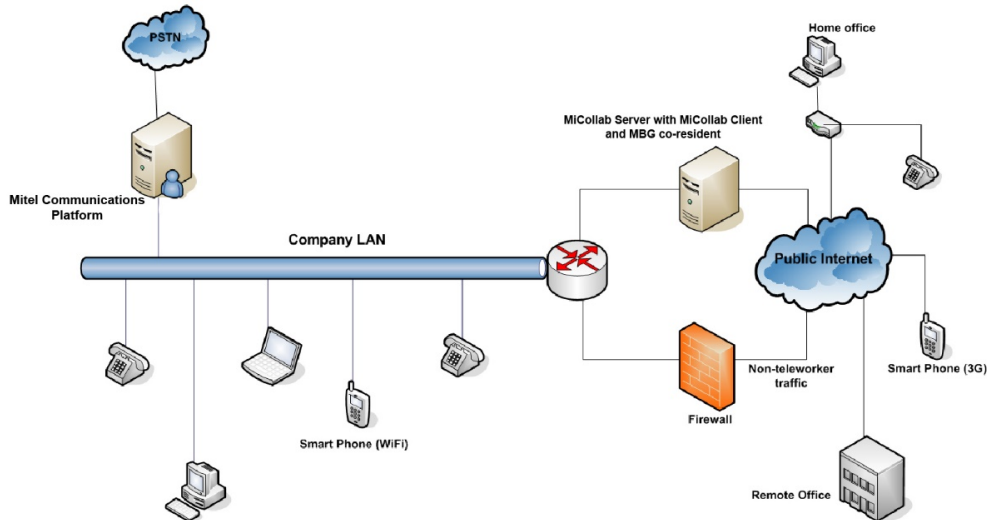 PSTN
Home office
MiCollab Server with MiCollab Client
and MBG co-resident
Mitel Communications
Platform
Company LAN
Public Internet
Non-teleworker
traffic
Smart Phone (3G)
Firewall
Smart Phone (WiFi)
Remote Office